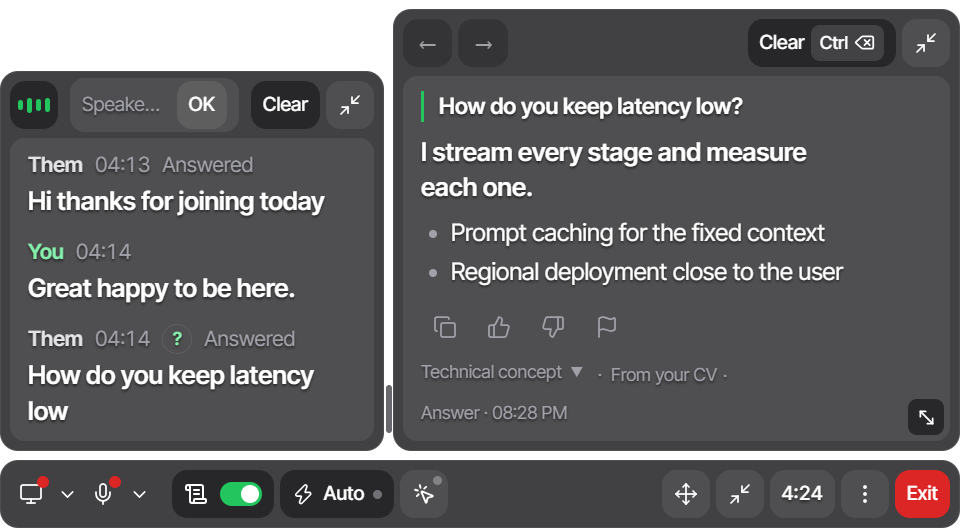 Clear Ctrl
How do you keep latency low?
I stream every stage and measure
each one.
Prompt caching for the fixed context
Regional deployment close to the user
Technical concept ▼ · From your CV ·
Answer · 08:28 PM
Speake... OK Clear
Them 04:13 Answered
Hi thanks for joining today
You 04:14
Great happy to be here.
Them 04:14 ? Answered
How do you keep latency
low
Auto 4:24 Exit